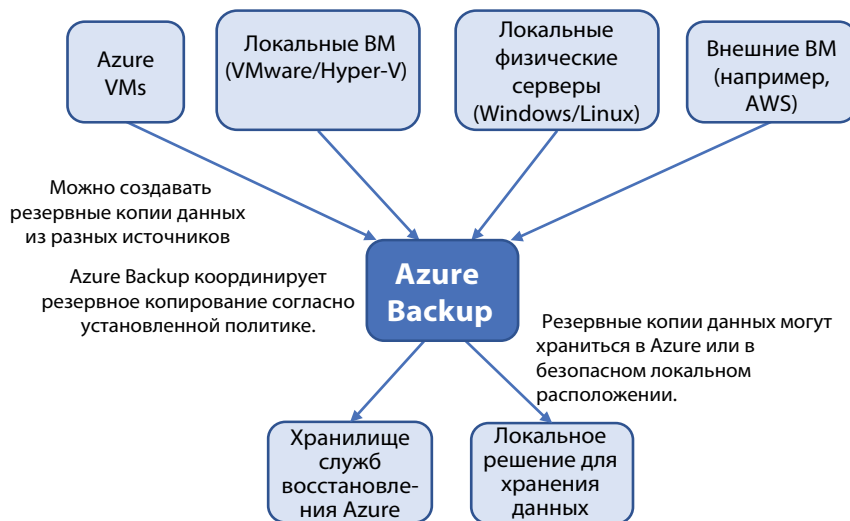 Azure
VMs
Локальные ВМ
(VMware/Hyper-V)
Локальные
физические
серверы
(Windows/Linux)
Внешние ВМ
(например,
AWS)
Можно создавать
резервные копии данных
из разных источников
Azure Backup координирует
резервное копирование согласно
установленной политике.
Azure
Backup
Резервные копии данных могут
храниться в Azure или в
безопасном локальном
расположении.
Хранилище
служб
восстановле-
ния Azure
Локальное
решение для
хранения
данных